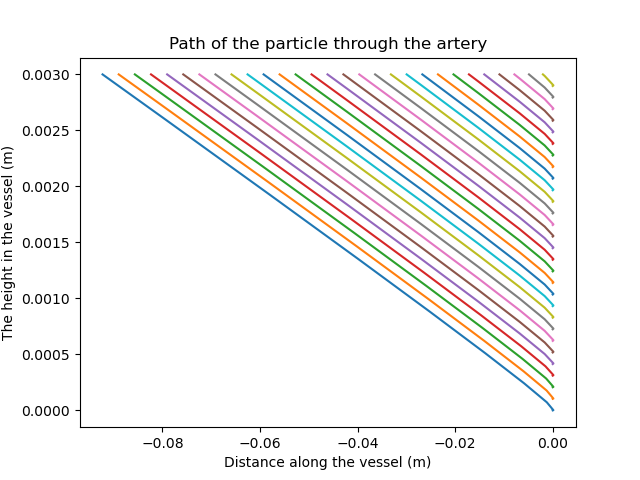 Path of the particle through the artery
0.0030
0.0025
0.0020
0.0015
0.0010
0.0005
0.0000
The height in the vessel (m)
−0.08 −0.06 −0.04 −0.02 0.00
Distance along the vessel (m)